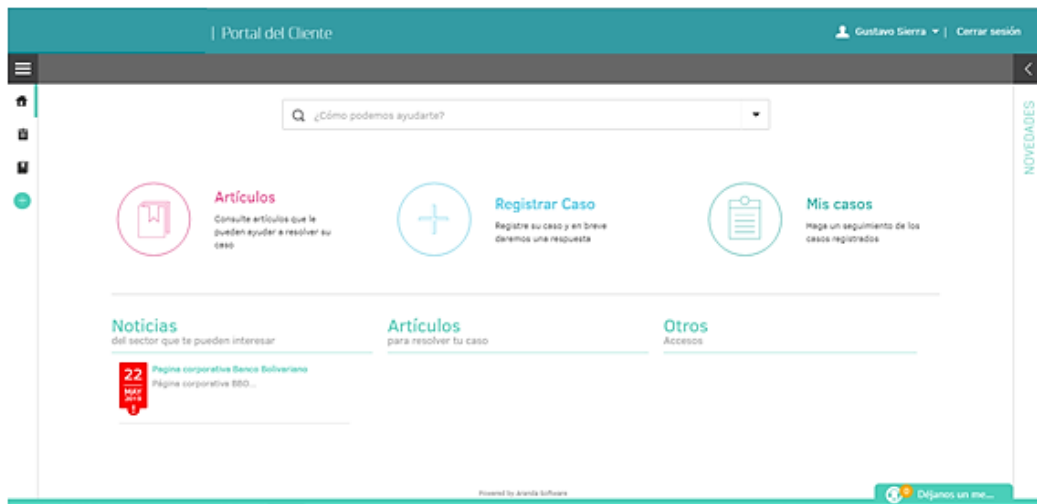 | Portal del Cliente
Gustavo Sierra | Cerrar sesión
¿Cómo podemos ayudarte?
NOVEDADES
Artículos
Consulte artículos que le
pueden ayudar a resolver su
caso
Registrar Caso
Registre su caso y en breve
daremos una respuesta
Mis casos
Haga un seguimiento de los
casos registrados
Noticias
del sector que te pueden interesar
Artículos
para resolver tu caso
Otros
Accesos
22
MAY
Pagina corporativa Banco Bolivariano
Página corporativa BBO...
Powered by Aranda Software
0
Déjanos un me...